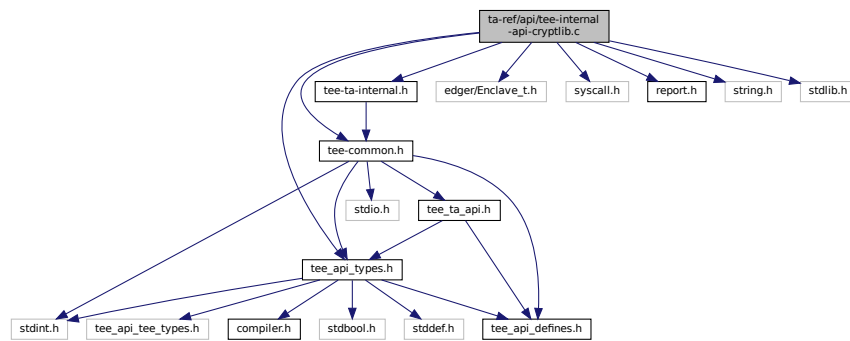 ta-ref/api/tee-internal
-api-cryptlib.c
tee-ta-internal.h
edger/Enclave_t.h
syscall.h
report.h
string.h
stdlib.h
tee-common.h
stdio.h
tee_ta_api.h
tee_api_types.h
stdint.h
tee_api_tee_types.h
compiler.h
stdbool.h
stddef.h
tee_api_defines.h